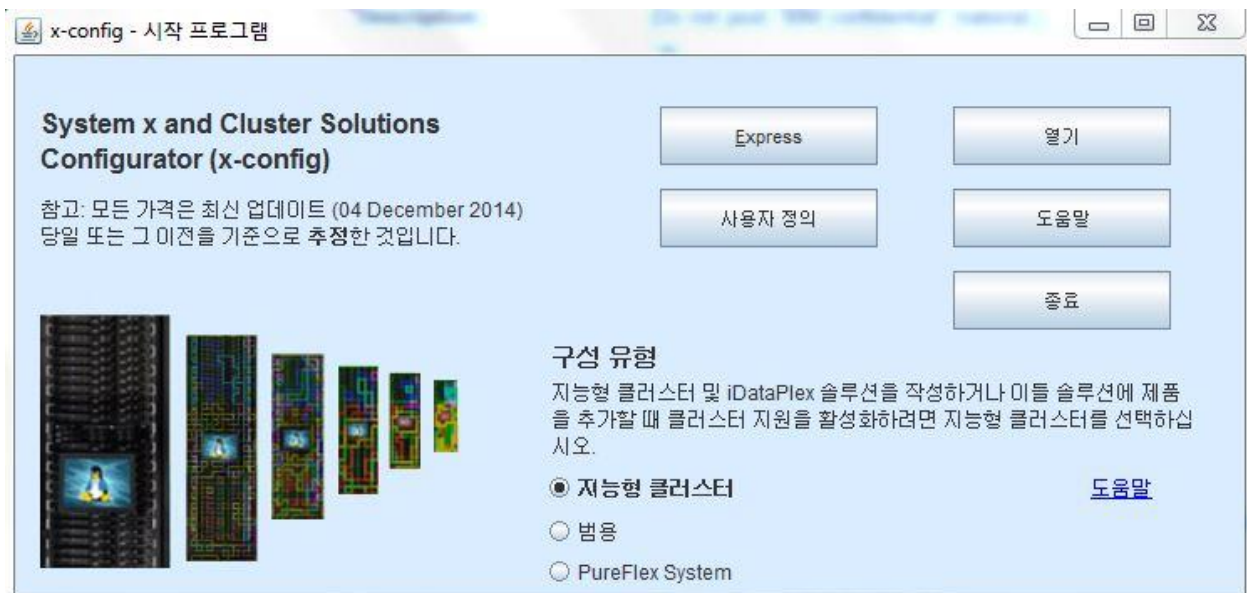 x-config - 시작 프로그램
System x and Cluster Solutions
Configurator (x-config)
참고: 모든 가격은 최신 업데이트 (04 December 2014)
당일 또는 그 이전을 기준으로 추정한 것입니다.
Express
열기
사용자 정의
도움말
종료
구성 유형
지능형 클러스터 및 iDataPlex 솔루션을 작성하거나 이들 솔루션에 제품
을 추가할 때 클러스터 지원을 활성화하려면 지능형 클러스터를 선택하십
시오.
지능형 클러스터
도움말
범용
PureFlex System